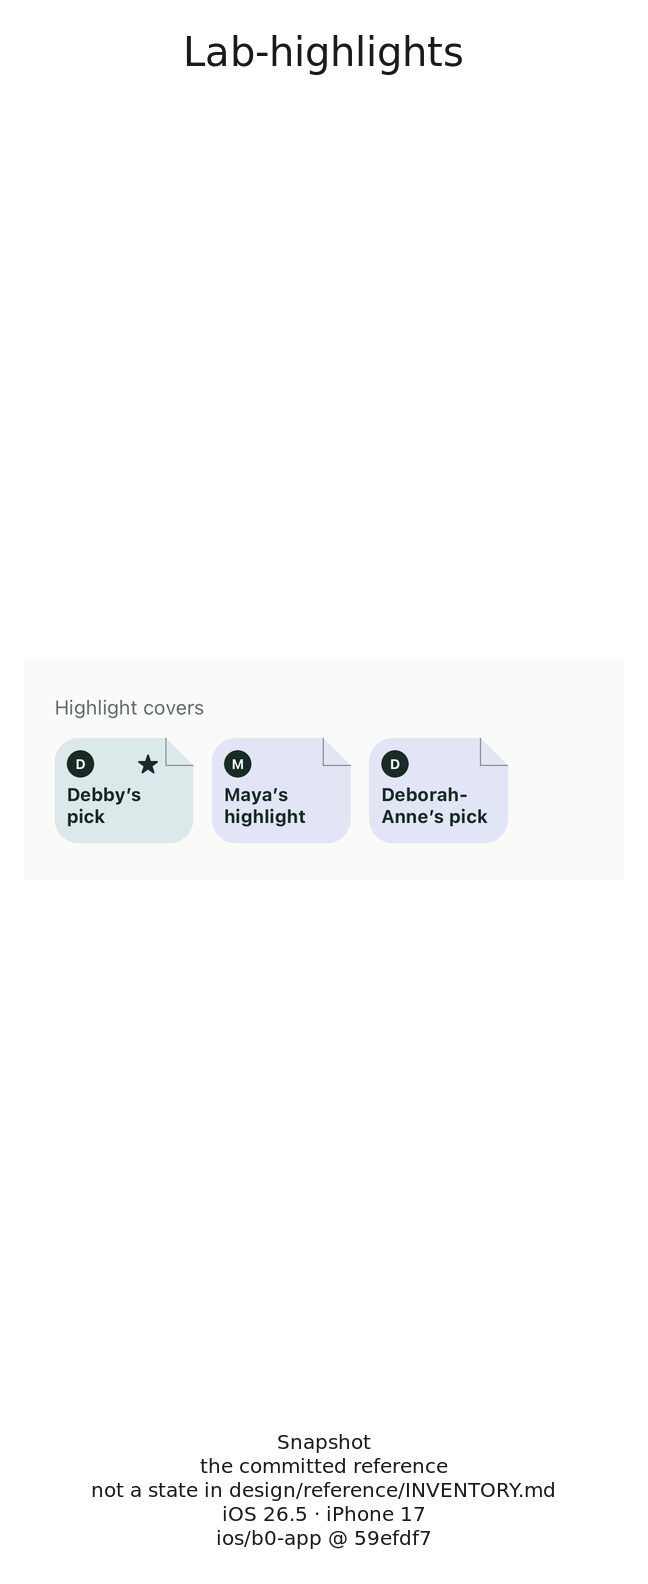 Lab-highlights
Highlight covers
D
Debby’s
pick
M
Maya’s
highlight
D
Deborah-
Anne’s pick
Snapshot
the committed reference
not a state in design/reference/INVENTORY.md
iOS 26.5 · iPhone 17
ios/b0-app @ 59efdf7